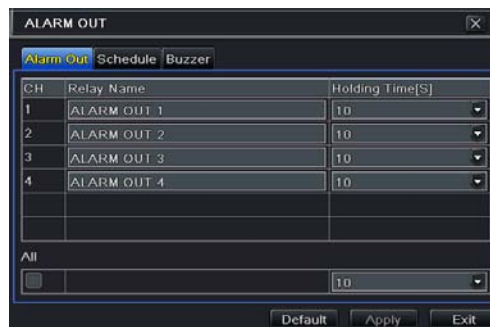 ALARM OUT
Alarm Out Schedule Buzzer
CH Relay Name Holding Time[S]
1 ALARM OUT 1 10
2 ALARM OUT 2 10
3 ALARM OUT 3 10
4 ALARM OUT 4 10
All
10
Default Apply Exit